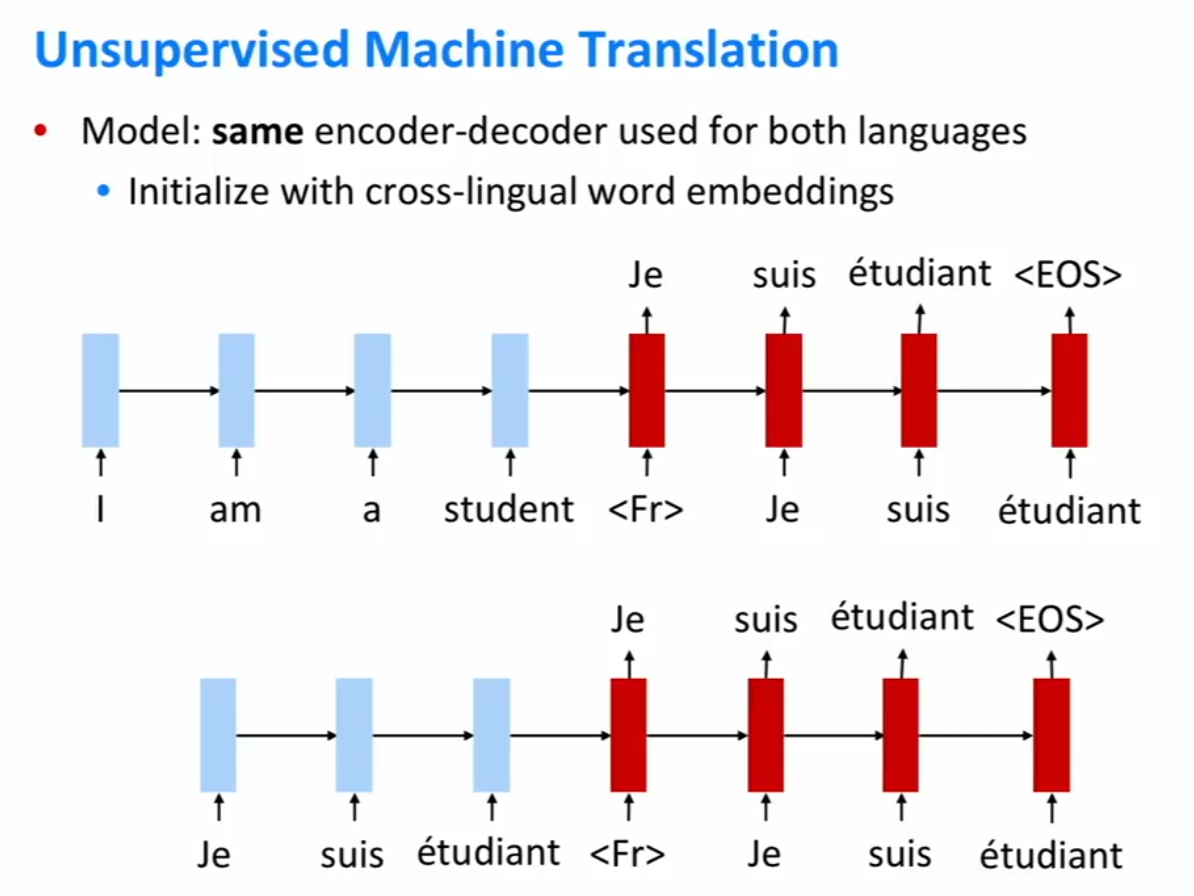 Unsupervised Machine Translation
• Model: same encoder-decoder used for both languages
• Initialize with cross-lingual word embeddings
Je suis étudiant <EOS>
I am a student <Fr> Je suis étudiant
Je suis étudiant <EOS>
Je suis étudiant <Fr> Je suis étudiant